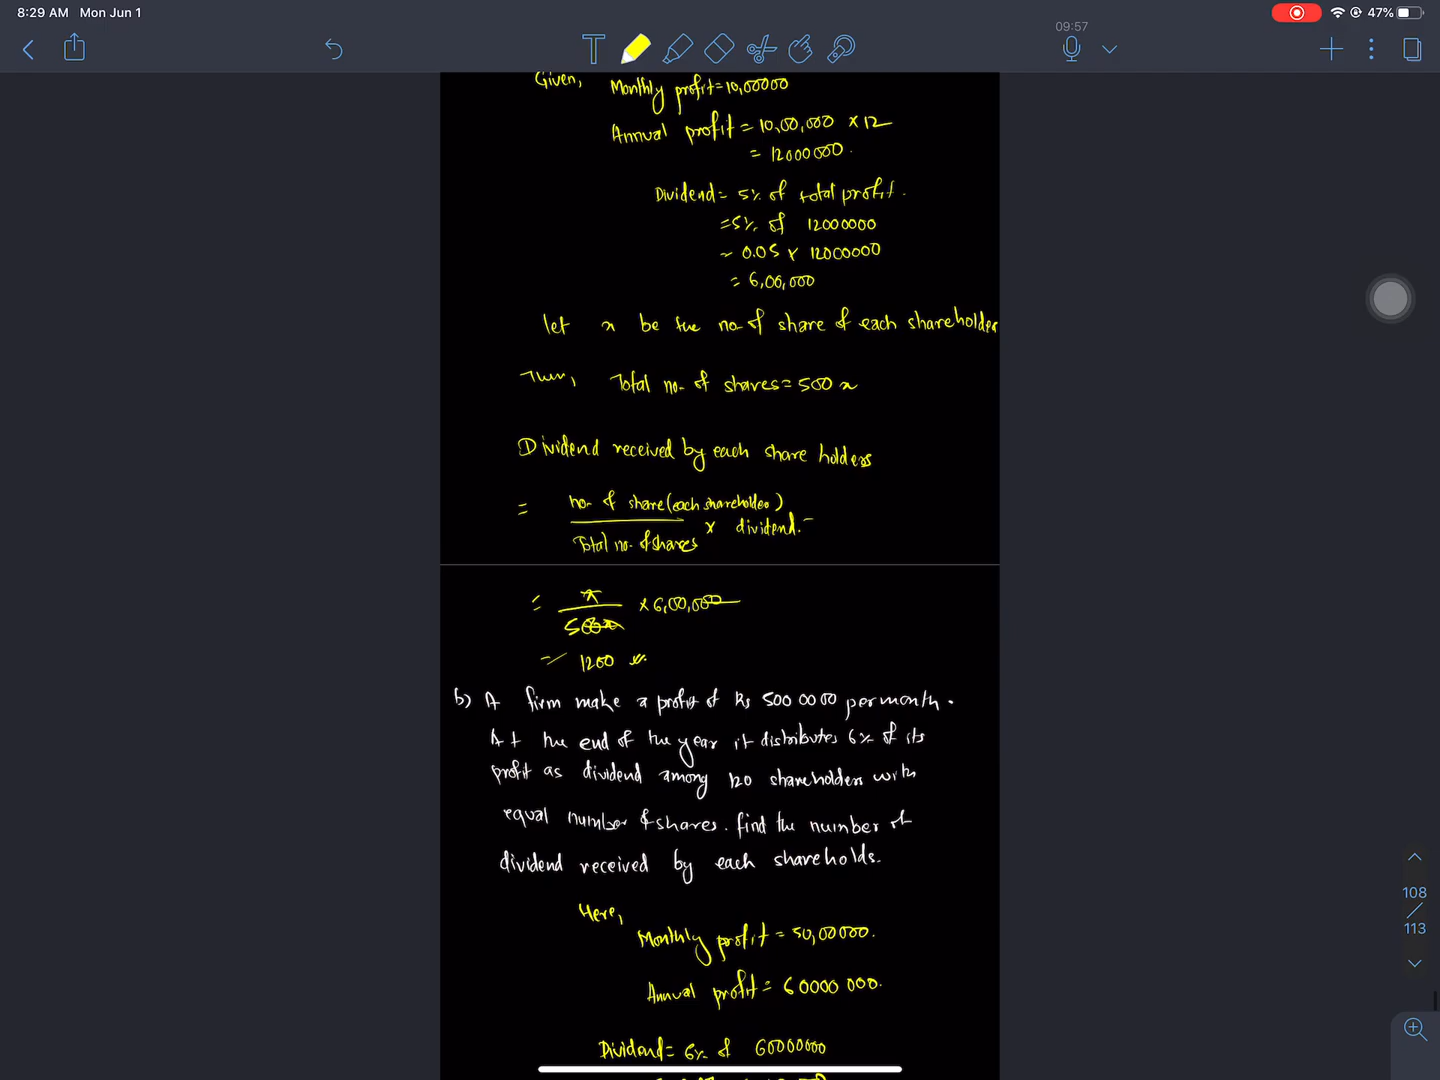 8:29 AM Mon Jun 1
47%
09:57
Given, Monthly profit = 10,00000
Annual profit = 10,00,000 × 12
= 12000000.
Dividend = 5% of total profit.
= 5% of 12000000
= 0.05 × 12000000
= 6,00,000
let x be the no. of share of each shareholder
Then, Total no. of shares = 500 x
Dividend received by each share holders
= no. of share (each shareholder) / Total no. of shares × dividend.
= x / 500x × 6,00,000
= 1200
b) A firm make a profit of Rs 5000000 per month.
At the end of the year it distributes 6% of its
profit as dividend among 120 shareholders with
equal number of shares. find the number of
dividend received by each shareholds.
Here,
Monthly profit = 50,00000.
Annual profit = 60000 000.
Dividend = 6% of 60000000
108
/
113